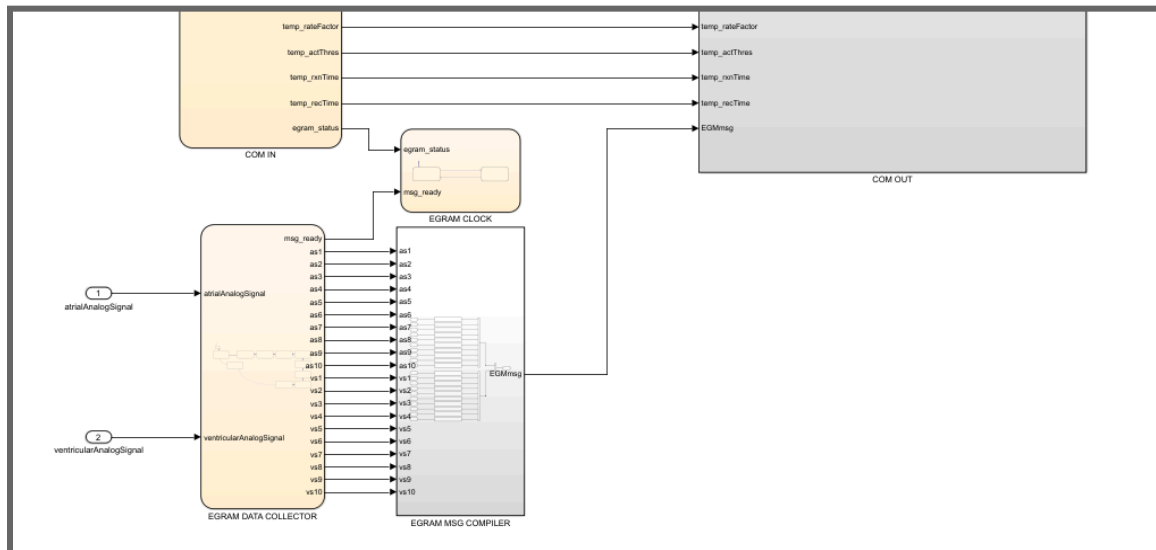 temp_rateFactor
temp_rateFactor
temp_actThres
temp_actThres
temp_rxnTime
temp_rxnTime
temp_recTime
temp_recTime
egram_status
EGMmsg
COM IN
egram_status
msg_ready
EGRAM CLOCK
COM OUT
msg_ready
as1
as1
as2
as2
as3
as3
as4
as4
as5
as5
as6
as6
as7
as7
as8
as8
as9
as9
as10
as10
vs1
vs1
vs2
vs2
vs3
vs3
vs4
vs4
vs5
vs5
vs6
vs6
vs7
vs7
vs8
vs8
vs9
vs9
vs10
vs10
1
atrialAnalogSignal
atrialAnalogSignal
EGMmsg
2
ventricularAnalogSignal
ventricularAnalogSignal
EGRAM DATA COLLECTOR
EGRAM MSG COMPILER